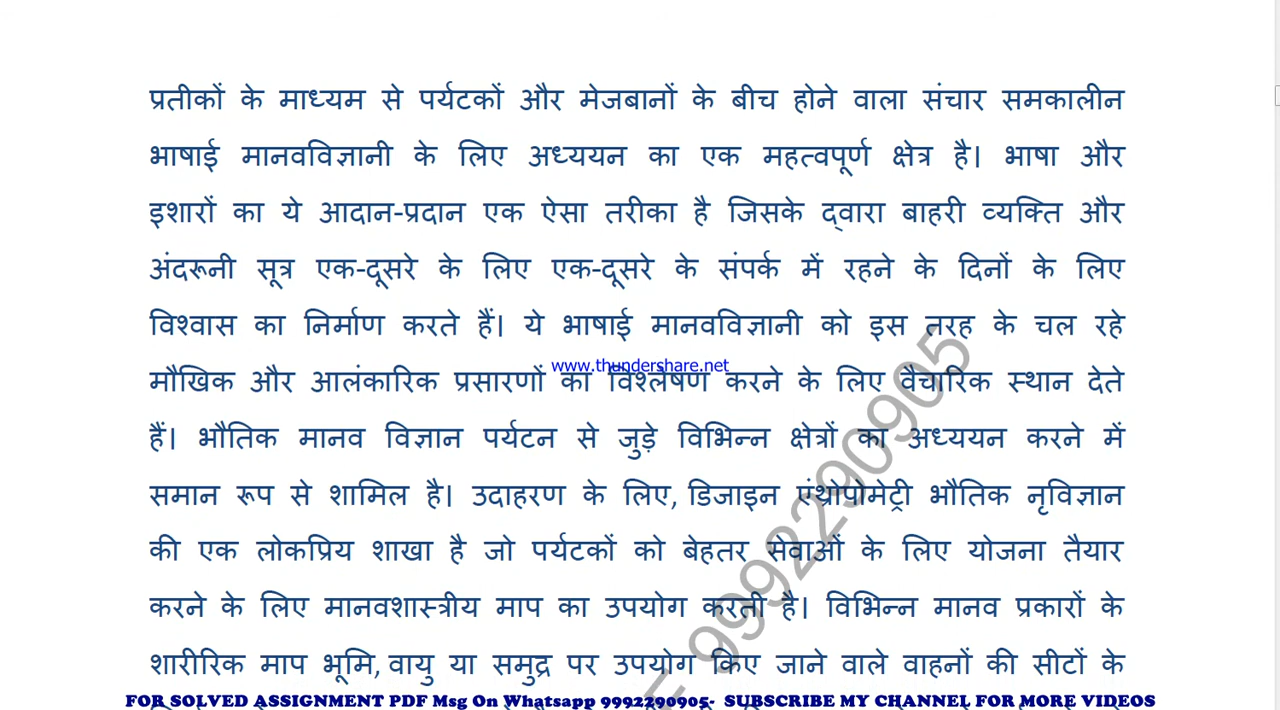 प्रतीकों के माध्यम से पर्यटकों और मेजबानों के बीच होने वाला संचार समकालीन
भाषाई मानवविज्ञानी के लिए अध्ययन का एक महत्वपूर्ण क्षेत्र है। भाषा और
इशारों का ये आदान-प्रदान एक ऐसा तरीका है जिसके द्वारा बाहरी व्यक्ति और
अंदरूनी सूत्र एक-दूसरे के लिए एक-दूसरे के संपर्क में रहने के दिनों के लिए
विश्वास का निर्माण करते हैं। ये भाषाई मानवविज्ञानी को इस तरह के चल रहे
www.thundershare.net
मौखिक और आलंकारिक प्रसारणों का विश्लेषण करने के लिए वैचारिक स्थान देते
हैं। भौतिक मानव विज्ञान पर्यटन से जुड़े विभिन्न क्षेत्रों का अध्ययन करने में
समान रूप से शामिल है। उदाहरण के लिए, डिजाइन एंथ्रोपोमेट्री भौतिक नृविज्ञान
की एक लोकप्रिय शाखा है जो पर्यटकों को बेहतर सेवाओं के लिए योजना तैयार
करने के लिए मानवशास्त्रीय माप का उपयोग करती है। विभिन्न मानव प्रकारों के
शारीरिक माप भूमि, वायु या समुद्र पर उपयोग किए जाने वाले वाहनों की सीटों के
9992290905
FOR SOLVED ASSIGNMENT PDF Msg On Whatsapp 9992290905- SUBSCRIBE MY CHANNEL FOR MORE VIDEOS